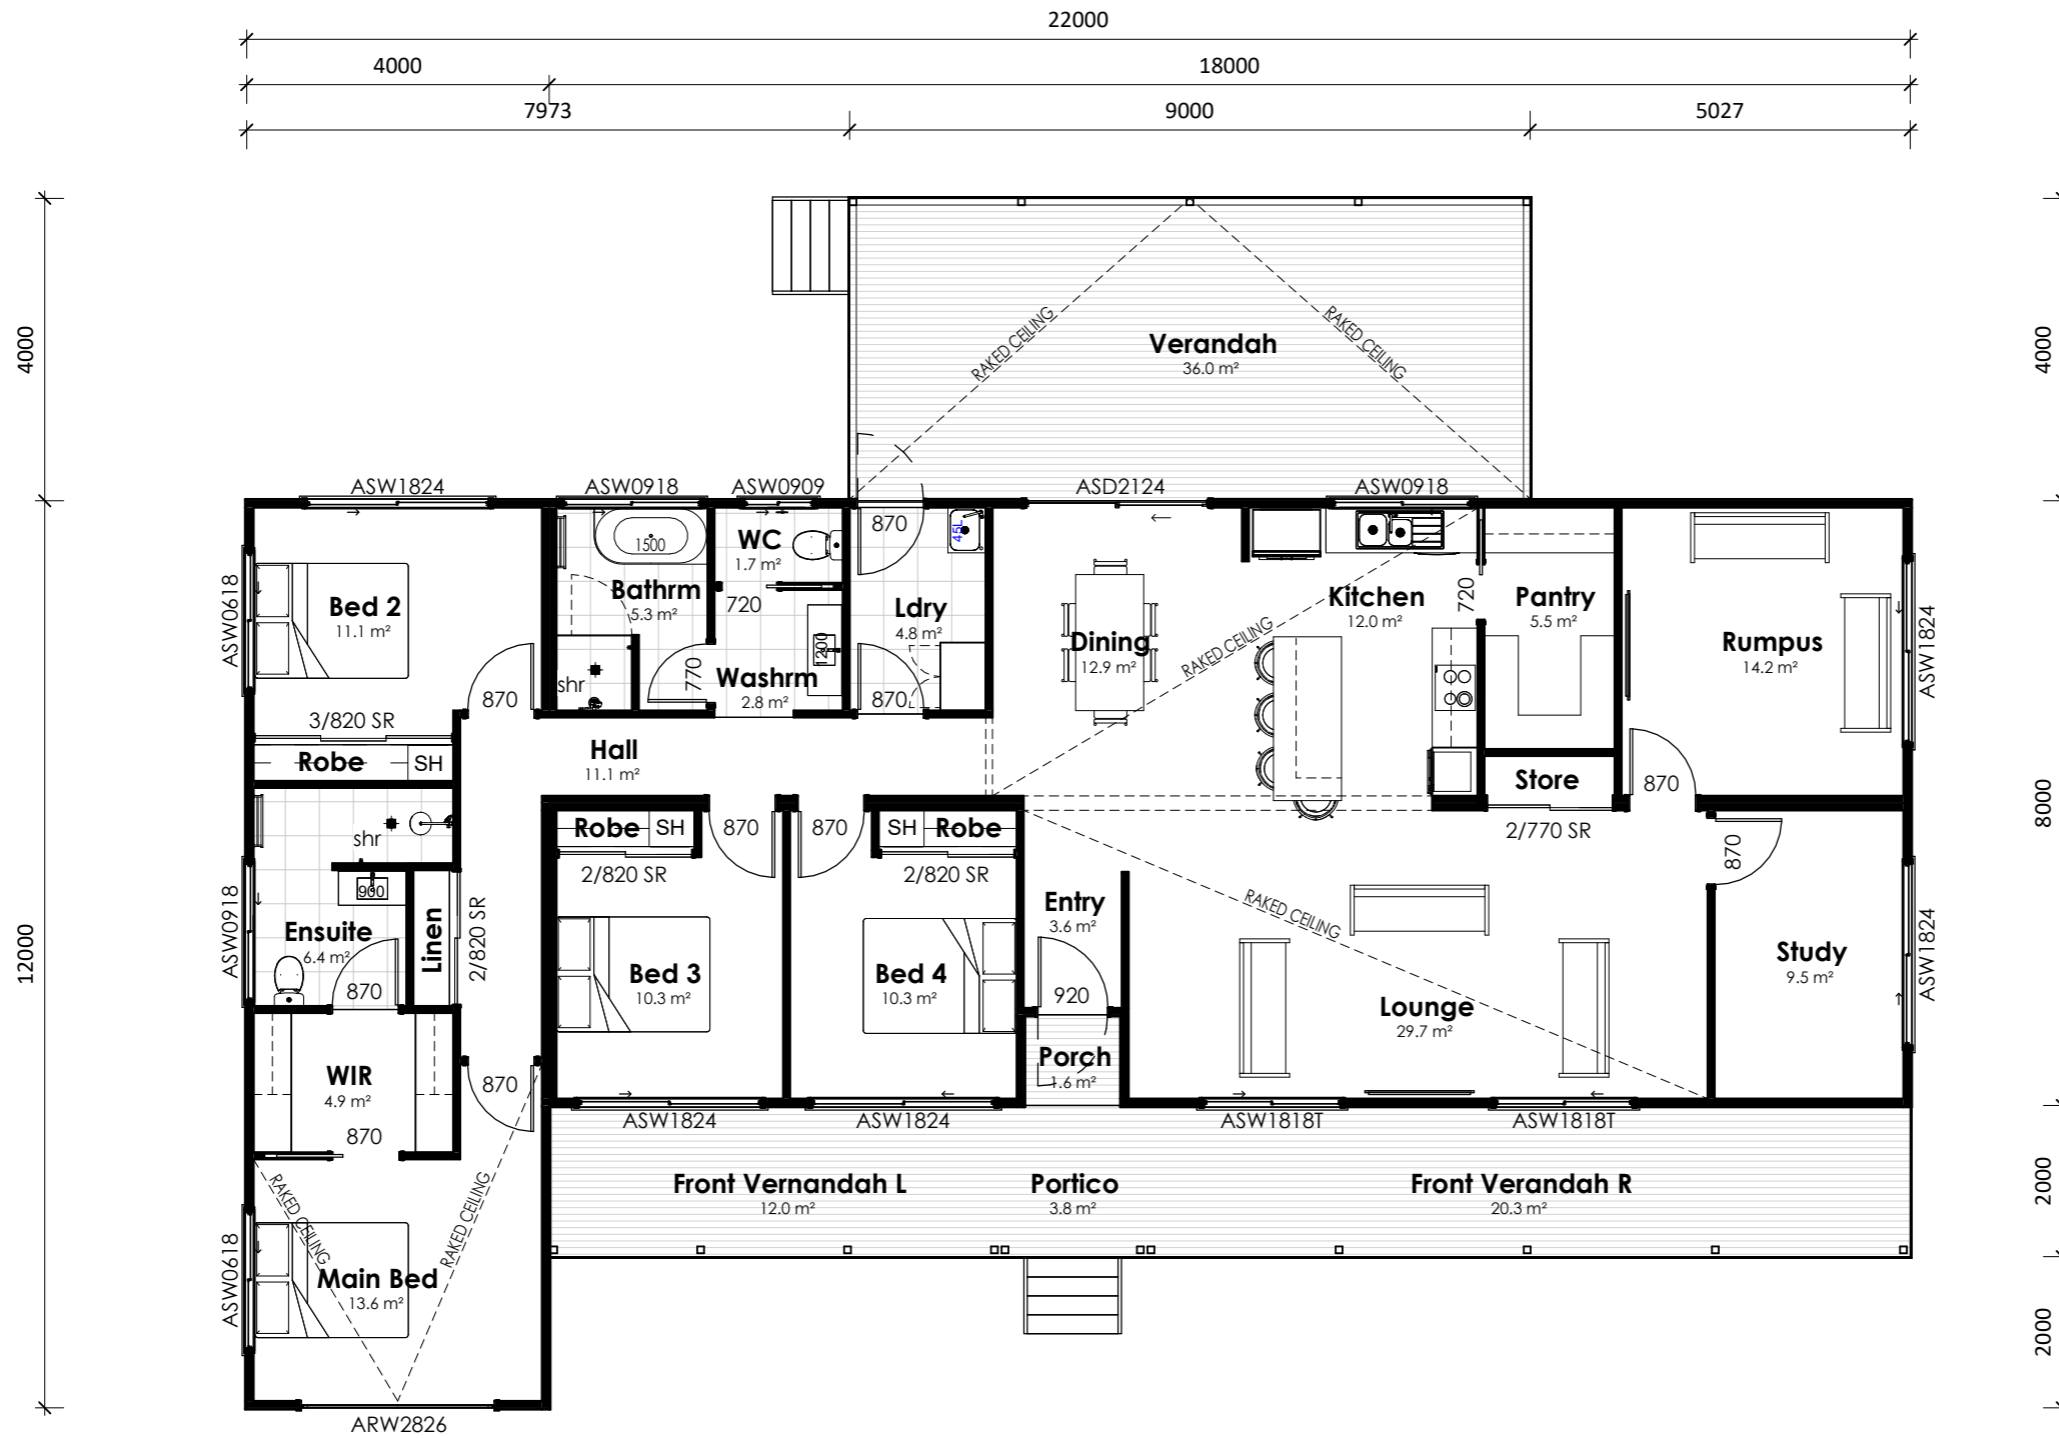 22000
4000
18000
7973
9000
5027
4000
12000
4000
8000
2000
2000
RAKED CEILING
RAKED CEILING
Verandah
36.0 m²
ASW1824
ASW0918
ASW0909
ASD2124
ASW0918
ASW0618
Bed 2
11.1 m²
870
3/820 SR
Robe
SH
1500
Bathrm
5.3 m²
shr
770
WC
1.7 m²
720
1200
Washrm
2.8 m²
870
45L
Ldry
4.8 m²
870
Dining
12.9 m²
RAKED CEILING
Kitchen
12.0 m²
720
Pantry
5.5 m²
Rumpus
14.2 m²
ASW1824
Hall
11.1 m²
Store
2/770 SR
870
870
shr
900
Ensuite
6.4 m²
870
ASW0918
Linen
2/820 SR
Robe
SH
870
2/820 SR
Bed 3
10.3 m²
870
SH
Robe
2/820 SR
Bed 4
10.3 m²
Entry
3.6 m²
920
Porch
1.6 m²
RAKED CEILING
Lounge
29.7 m²
Study
9.5 m²
ASW1824
WIR
4.9 m²
870
870
ASW1824
ASW1824
ASW1818T
ASW1818T
Front Vernandah L
12.0 m²
Portico
3.8 m²
Front Verandah R
20.3 m²
RAKED CEILING
RAKED CEILING
Main Bed
13.6 m²
ASW0618
ARW2826